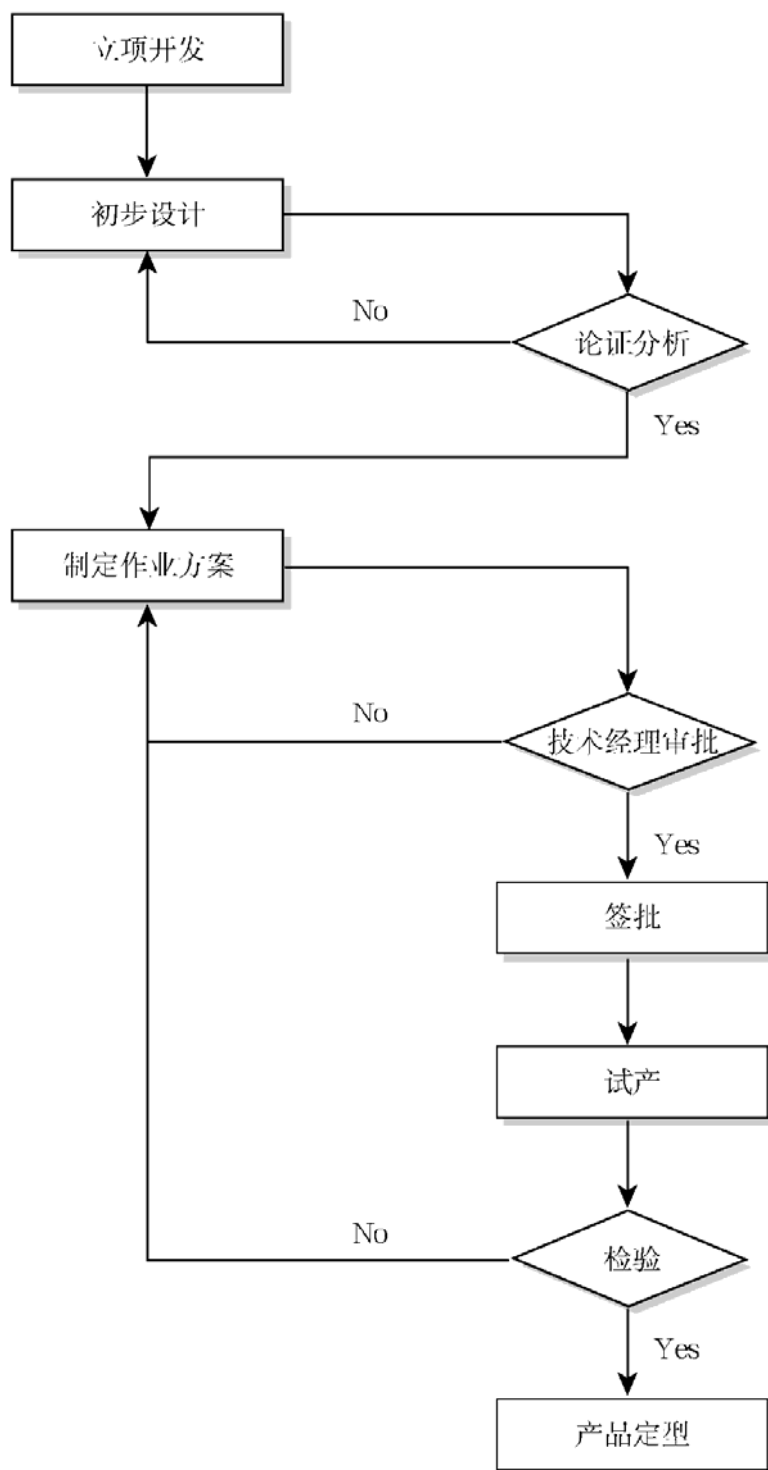 立项开发
初步设计
No
论证分析
Yes
制定作业方案
No
技术经理审批
Yes
签批
试产
No
检验
Yes
产品定型